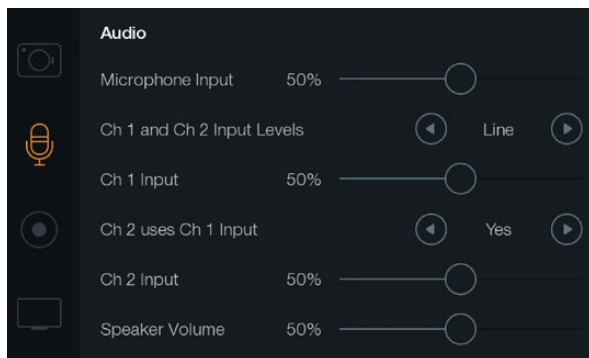 Audio
Microphone Input 50%
Ch 1 and Ch 2 Input Levels Line
Ch 1 Input 50%
Ch 2 uses Ch 1 Input Yes
Ch 2 Input 50%
Speaker Volume 50%